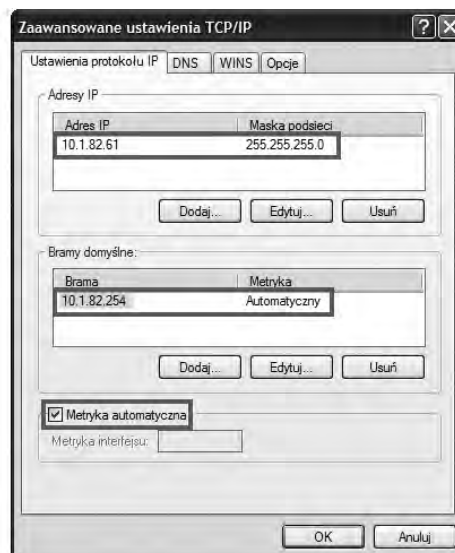 Zaawansowane ustawienia TCP/IP
Ustawienia protokołu IP DNS WINS Opcje
Adresy IP
Adres IP Maska podsieci
10.1.82.61 255.255.255.0
Dodaj... Edytuj... Usuń
Bramy domyślne:
Brama Metryka
10.1.82.254 Automatyczny
Dodaj... Edytuj... Usuń
Metryka automatyczna
Metryka interfejsu:
OK Anuluj